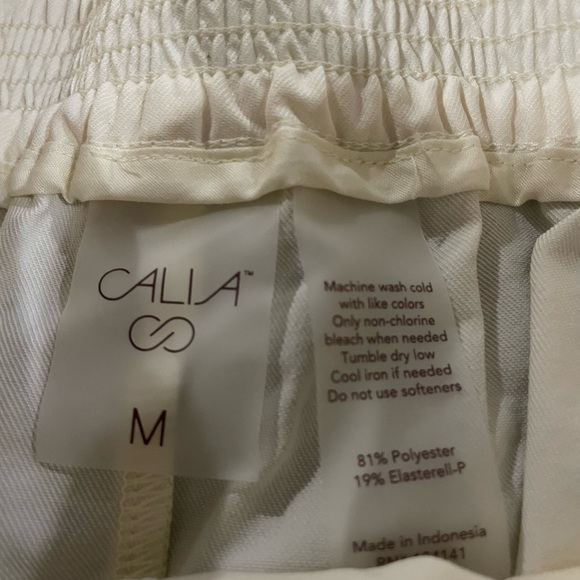 CALIA™
M
Machine wash cold
with like colors
Only non-chlorine
bleach when needed
Tumble dry low
Cool iron if needed
Do not use softeners
81% Polyester
19% Elasterell-P
Made in Indonesia